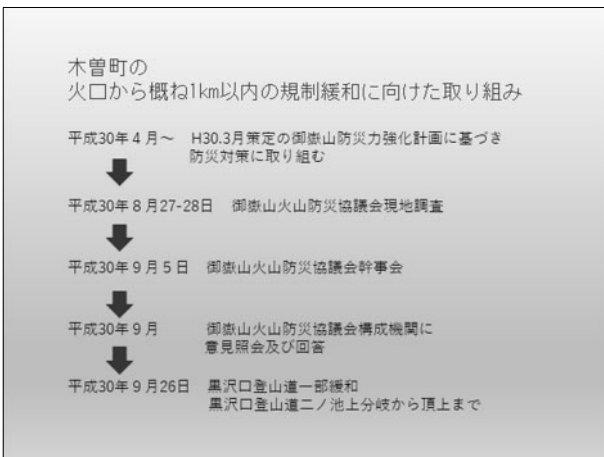 木曽町の
火口から概ね1km以内の規制緩和に向けた取り組み
平成30年4月～　H30.3月策定の御嶽山防災力強化計画に基づき
防災対策に取り組む
平成30年8月27-28日　御嶽山火山防災協議会現地調査
平成30年9月5日　御嶽山火山防災協議会幹事会
平成30年9月　御嶽山火山防災協議会構成機関に
意見照会及び回答
平成30年9月26日　黒沢口登山道一部緩和
黒沢口登山道二ノ池上分岐から頂上まで